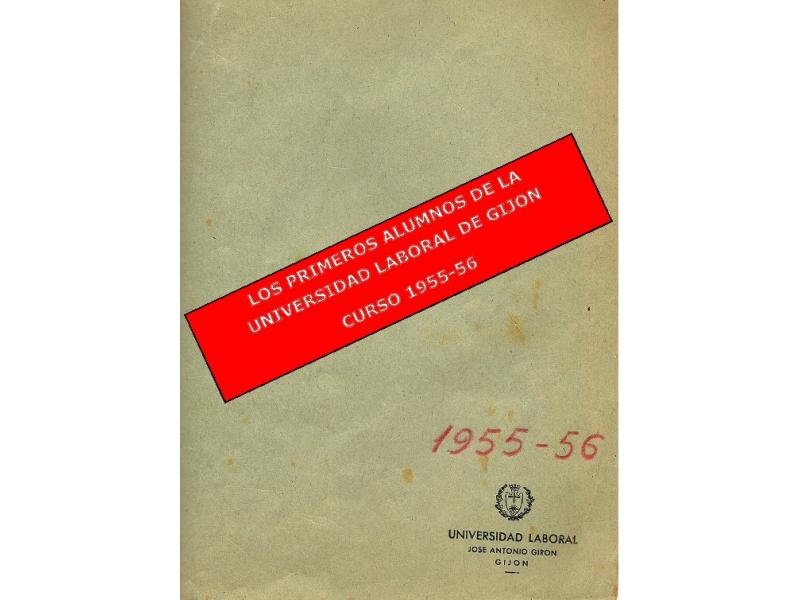 LOS PRIMEROS ALUMNOS DE LA
UNIVERSIDAD LABORAL DE GIJON
CURSO 1955-56
1955-56
UNIVERSIDAD LABORAL
JOSE ANTONIO GIRON
GIJON